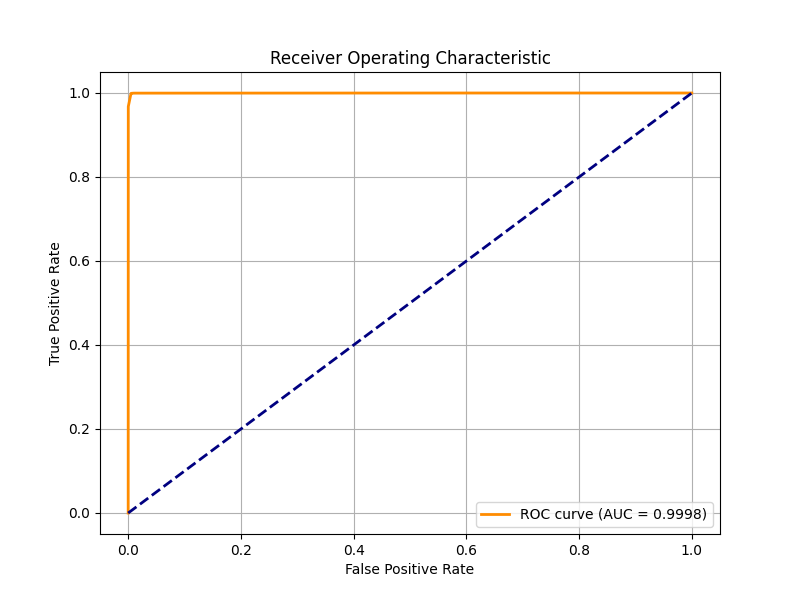 Receiver Operating Characteristic
True Positive Rate
1.0
0.8
0.6
0.4
0.2
0.0
ROC curve (AUC = 0.9998)
0.0 0.2 0.4 0.6 0.8 1.0
False Positive Rate